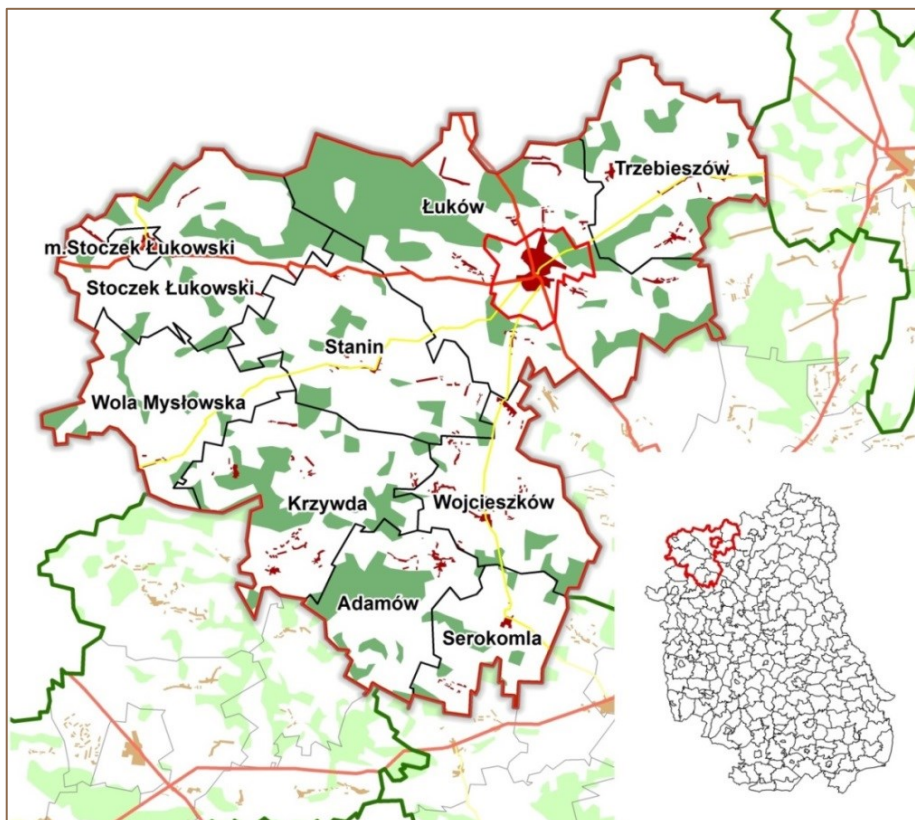 Trzebieszów
Łuków
m.Stoczek Łukowski
Stoczek Łukowski
Stanin
Wola Mysłowska
Krzywda
Wojcieszków
Adamów
Serokomla